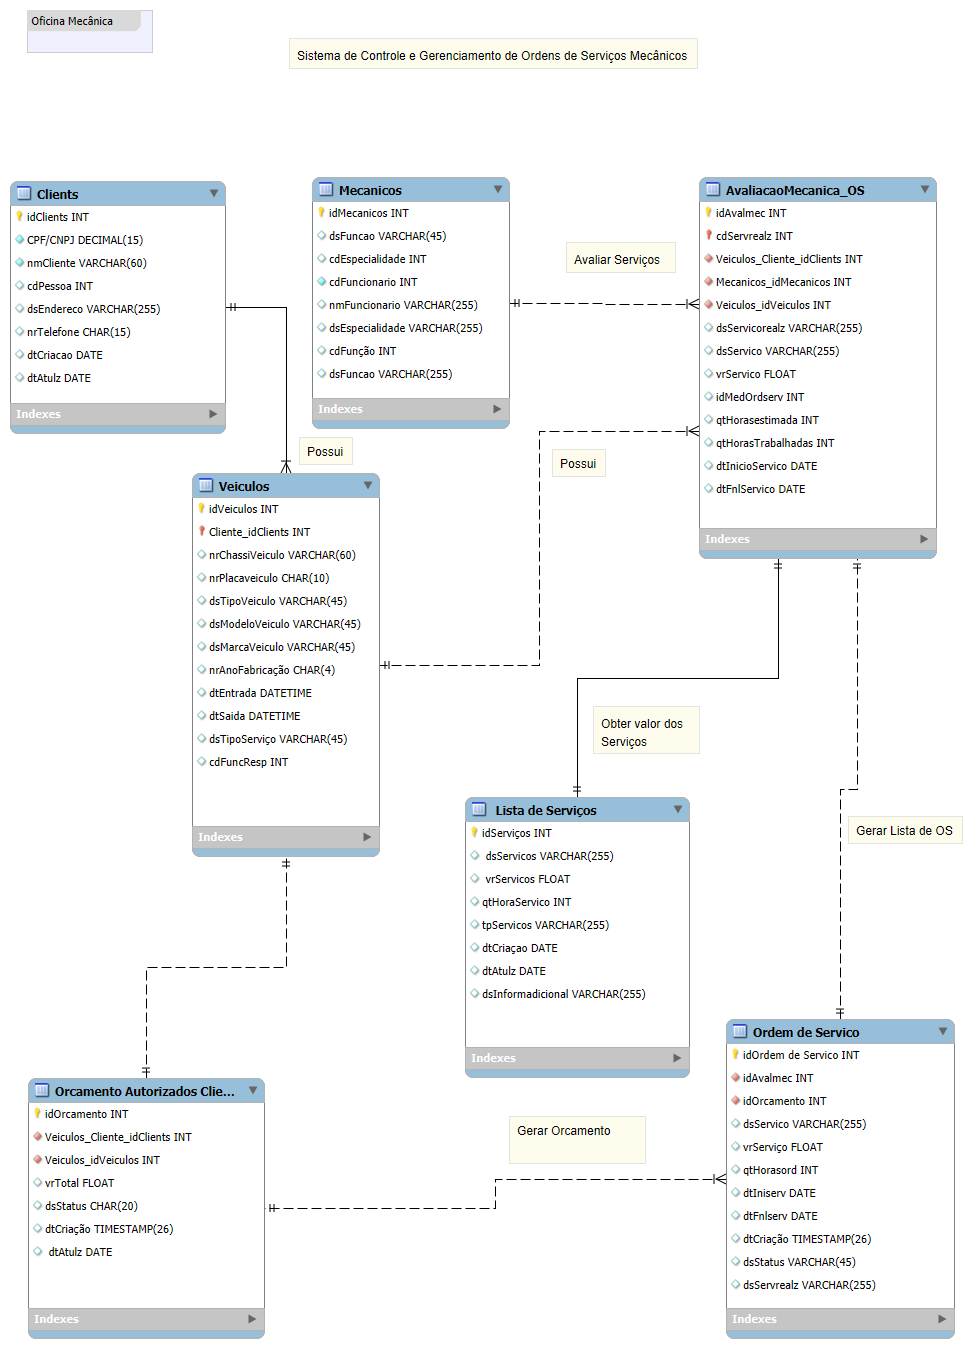 Oficina Mecânica
Sistema de Controle e Gerenciamento de Ordens de Serviços Mecânicos
Clients
idClients INT
CPF/CNPJ DECIMAL(15)
nmCliente VARCHAR(60)
cdPessoa INT
dsEndereco VARCHAR(255)
nrTelefone CHAR(15)
dtCriacao DATE
dtAtulz DATE
Indexes
Mecanicos
idMecanicos INT
dsFuncao VARCHAR(45)
cdEspecialidade INT
cdFuncionario INT
nmFuncionario VARCHAR(255)
dsEspecialidade VARCHAR(255)
cdFunção INT
dsFuncao VARCHAR(255)
Indexes
Avaliar Serviços
AvaliacaoMecanica_OS
idAvalmec INT
cdServrealz INT
Veiculos_Cliente_idClients INT
Mecanicos_idMecanicos INT
Veiculos_idVeiculos INT
dsServicorealz VARCHAR(255)
dsServico VARCHAR(255)
vrServico FLOAT
idMedOrdserv INT
qtHorasestimada INT
qtHorasTrabalhadas INT
dtInicioServico DATE
dtFnlServico DATE
Indexes
Possui
Possui
Veiculos
idVeiculos INT
Cliente_idClients INT
nrChassiVeiculo VARCHAR(60)
nrPlacaveiculo CHAR(10)
dsTipoVeiculo VARCHAR(45)
dsModeloVeiculo VARCHAR(45)
dsMarcaVeiculo VARCHAR(45)
nrAnoFabricação CHAR(4)
dtEntrada DATETIME
dtSaida DATETIME
dsTipoServiço VARCHAR(45)
cdFuncResp INT
Indexes
Obter valor dos
Serviços
Lista de Serviços
idServiços INT
dsServicos VARCHAR(255)
vrServicos FLOAT
qtHoraServico INT
tpServicos VARCHAR(255)
dtCriaçao DATE
dtAtulz DATE
dsInformadicional VARCHAR(255)
Indexes
Gerar Lista de OS
Ordem de Servico
idOrdem de Servico INT
idAvalmec INT
idOrcamento INT
dsServico VARCHAR(255)
vrServiço FLOAT
qtHorasord INT
dtIniserv DATE
dtFnlserv DATE
dtCriação TIMESTAMP(26)
dsStatus VARCHAR(45)
dsServrealz VARCHAR(255)
Indexes
Orcamento Autorizados Clie...
idOrcamento INT
Veiculos_Cliente_idClients INT
Veiculos_idVeiculos INT
vrTotal FLOAT
dsStatus CHAR(20)
dtCriação TIMESTAMP(26)
dtAtulz DATE
Indexes
Gerar Orcamento